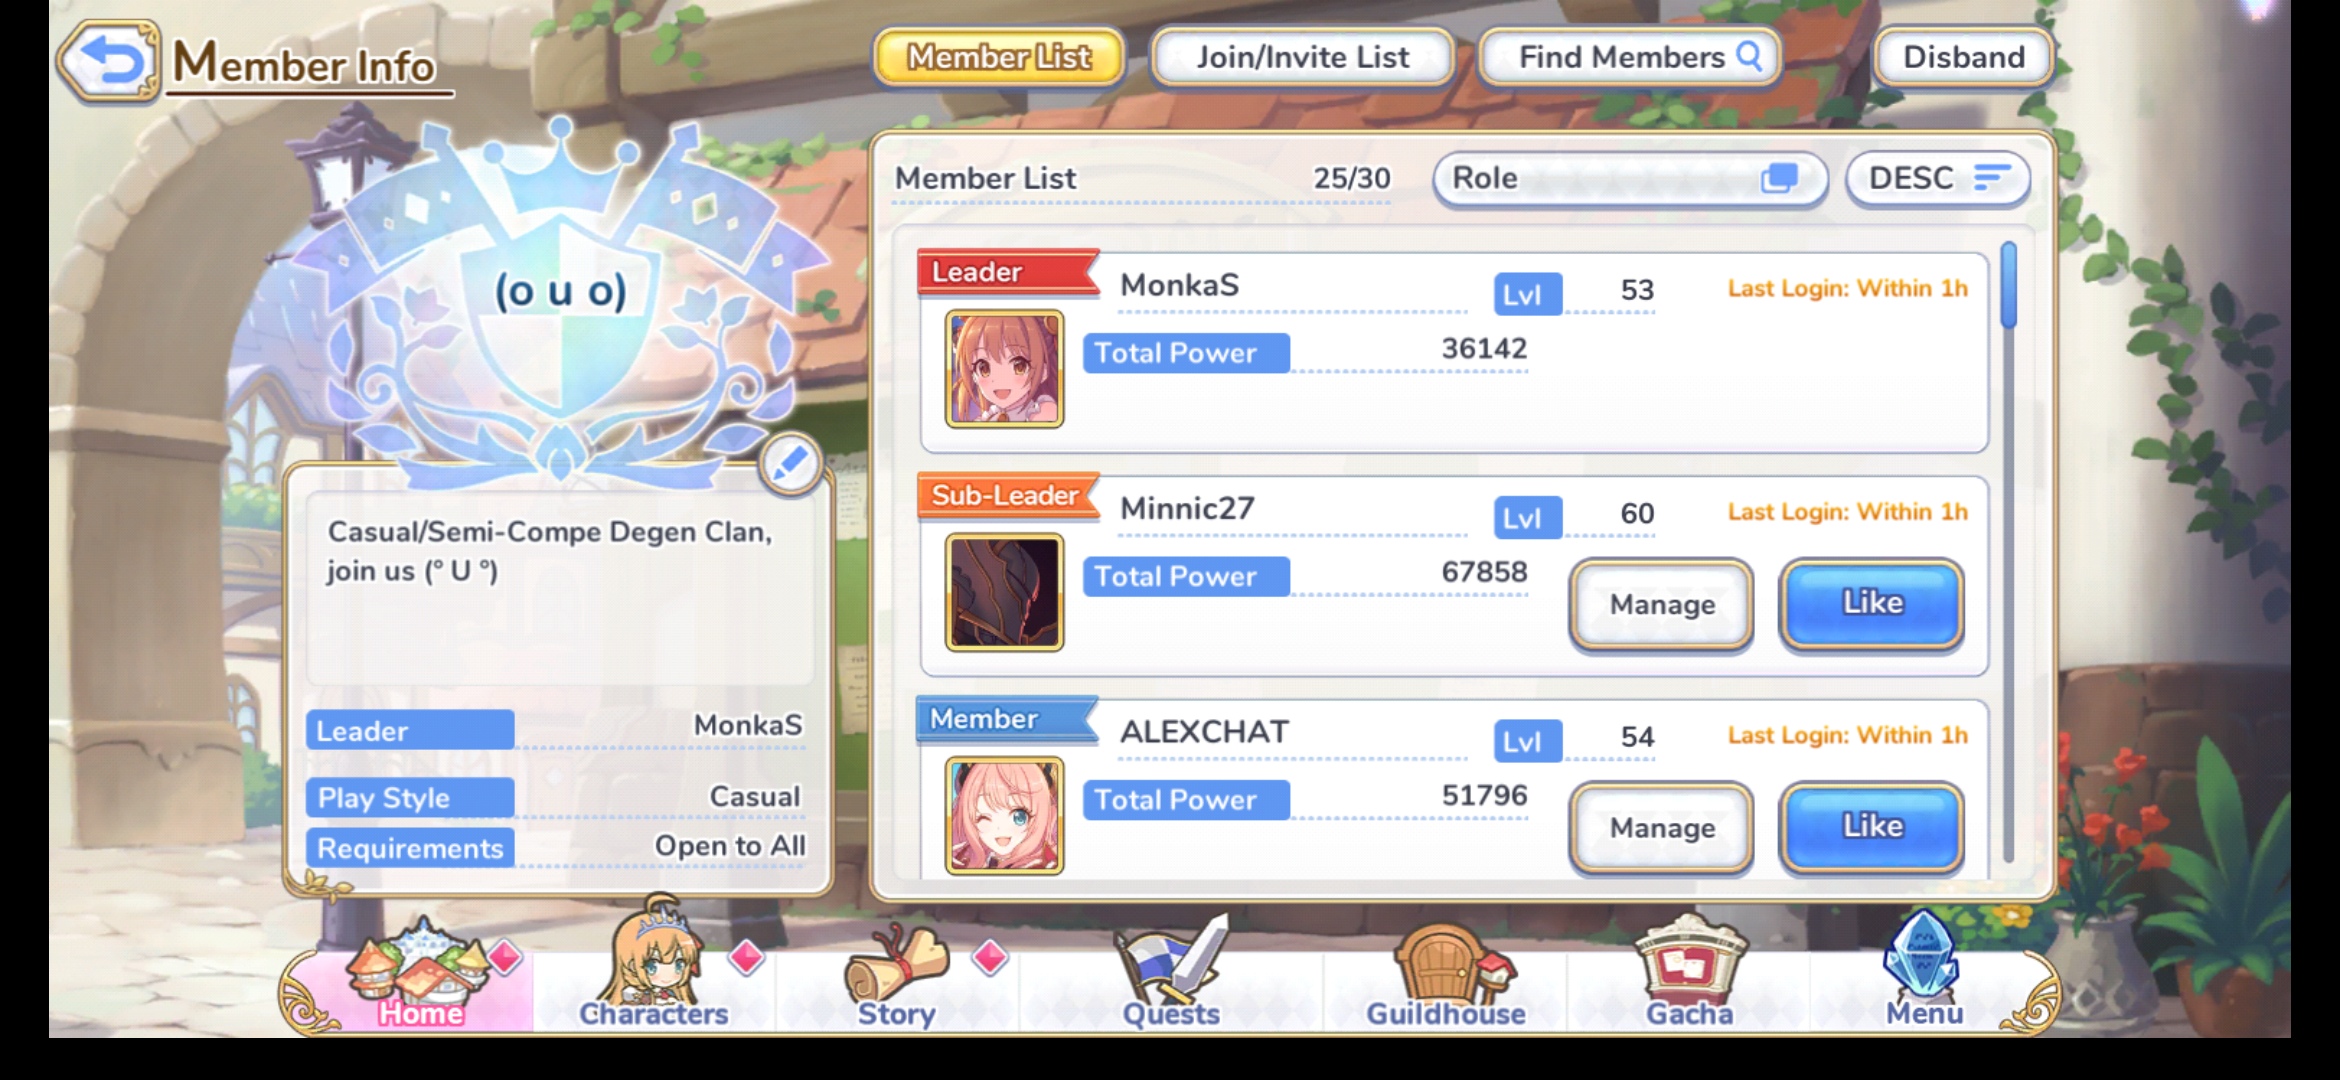 Member Info
Member List
Join/Invite List
Find Members
Disband
(o u o)
Casual/Semi-Compe Degen Clan,
join us (° U °)
Leader MonkaS
Play Style Casual
Requirements Open to All
Member List 25/30 Role DESC
Leader MonkaS Lvl 53 Last Login: Within 1h
Total Power 36142
Sub-Leader Minnic27 Lvl 60 Last Login: Within 1h
Total Power 67858
Manage Like
Member ALEXCHAT Lvl 54 Last Login: Within 1h
Total Power 51796
Manage Like
Home Characters Story Quests Guildhouse Gacha Menu